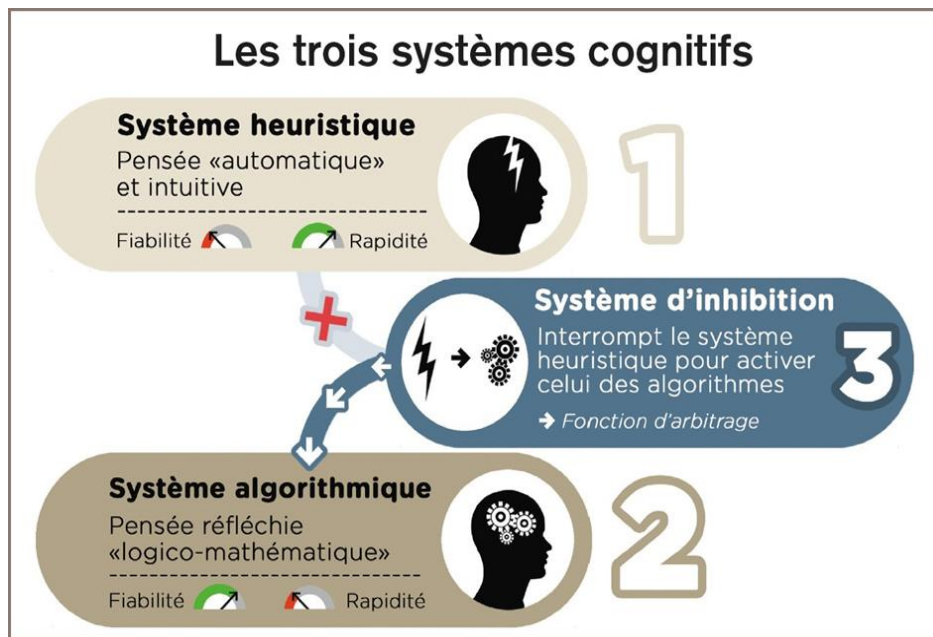 Les trois systèmes cognitifs
Système heuristique
Pensée «automatique»
et intuitive
Fiabilité Rapidité
1
Système d’inhibition
Interrompt le système
heuristique pour activer
celui des algorithmes
→ Fonction d’arbitrage
3
Système algorithmique
Pensée réfléchie
«logico-mathématique»
Fiabilité Rapidité
2